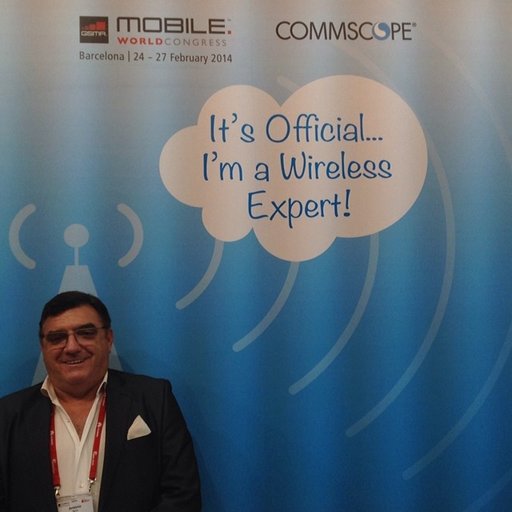 GSMA
MOBILE
WORLD CONGRESS
Barcelona | 24 - 27 February 2014
COMMSCOPE®
It's Official...
I'm a Wireless
Expert!